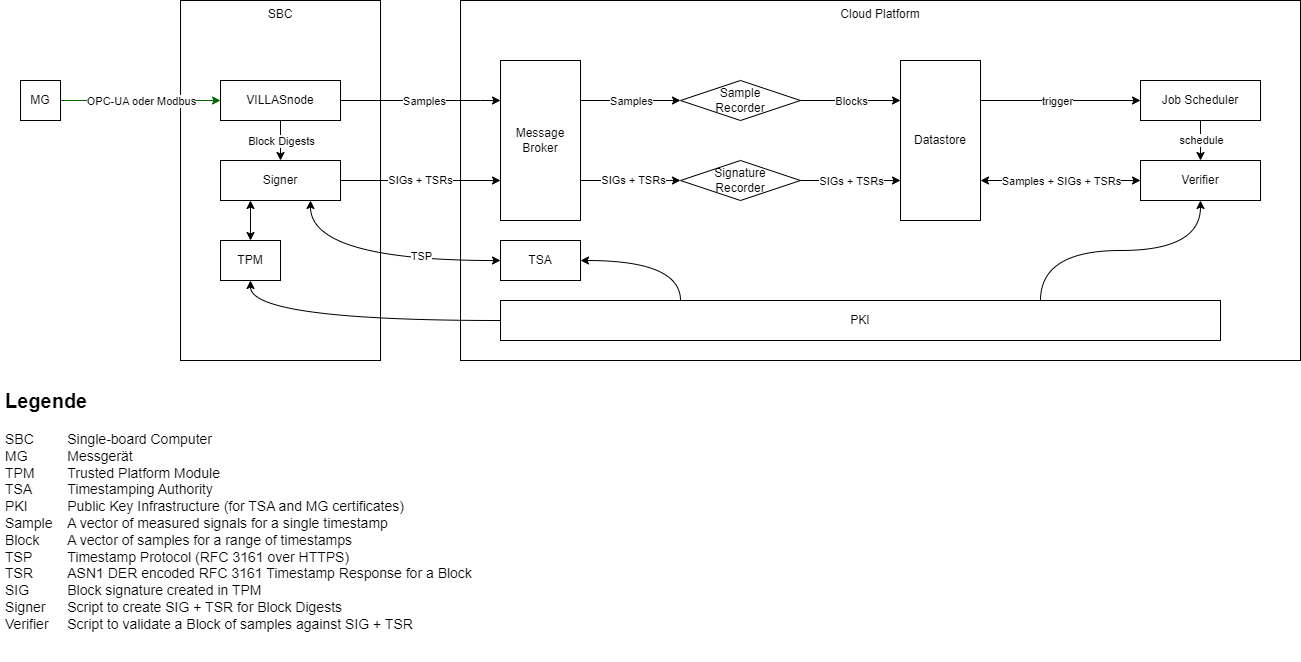 SBC
Cloud Platform
MG
OPC-UA oder Modbus
VILLASnode
Samples
Message
Broker
Samples
Sample
Recorder
Blocks
Datastore
trigger
Job Scheduler
Block Digests
schedule
Signer
SIGs + TSRs
SIGs + TSRs
Signature
Recorder
SIGs + TSRs
Samples + SIGs + TSRs
Verifier
TPM
TSP
TSA
PKI
Legende
SBC Single-board Computer
MG Messgerät
TPM Trusted Platform Module
TSA Timestamping Authority
PKI Public Key Infrastructure (for TSA and MG certificates)
Sample A vector of measured signals for a single timestamp
Block A vector of samples for a range of timestamps
TSP Timestamp Protocol (RFC 3161 over HTTPS)
TSR ASN1 DER encoded RFC 3161 Timestamp Response for a Block
SIG Block signature created in TPM
Signer Script to create SIG + TSR for Block Digests
Verifier Script to validate a Block of samples against SIG + TSR